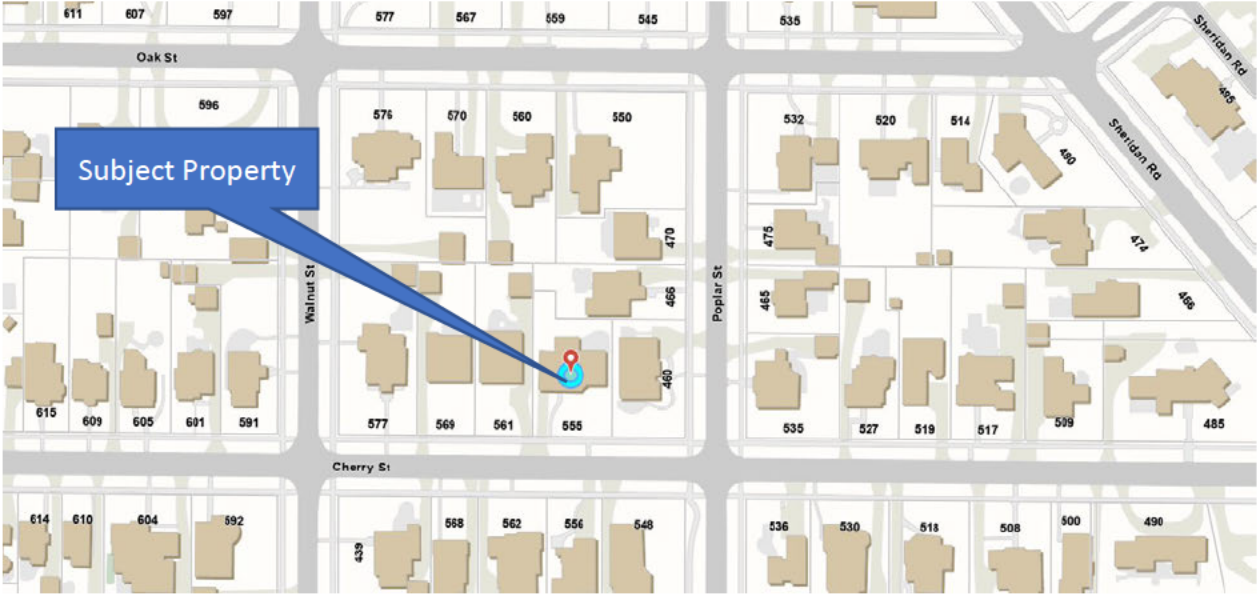 611 607 597 577 567 559 545 535
Sheridan Rd
Oak St
596 576 570 560 550 532 520 514 495
Sheridan Rd
490
Subject Property
470 475 474
Walnut St
Poplar St
466 465 466
460
615 609 605 601 591 577 569 561 555 535 527 519 517 509 485
Cherry St
614 610 604 592 439 568 562 556 548 536 530 518 508 500 490